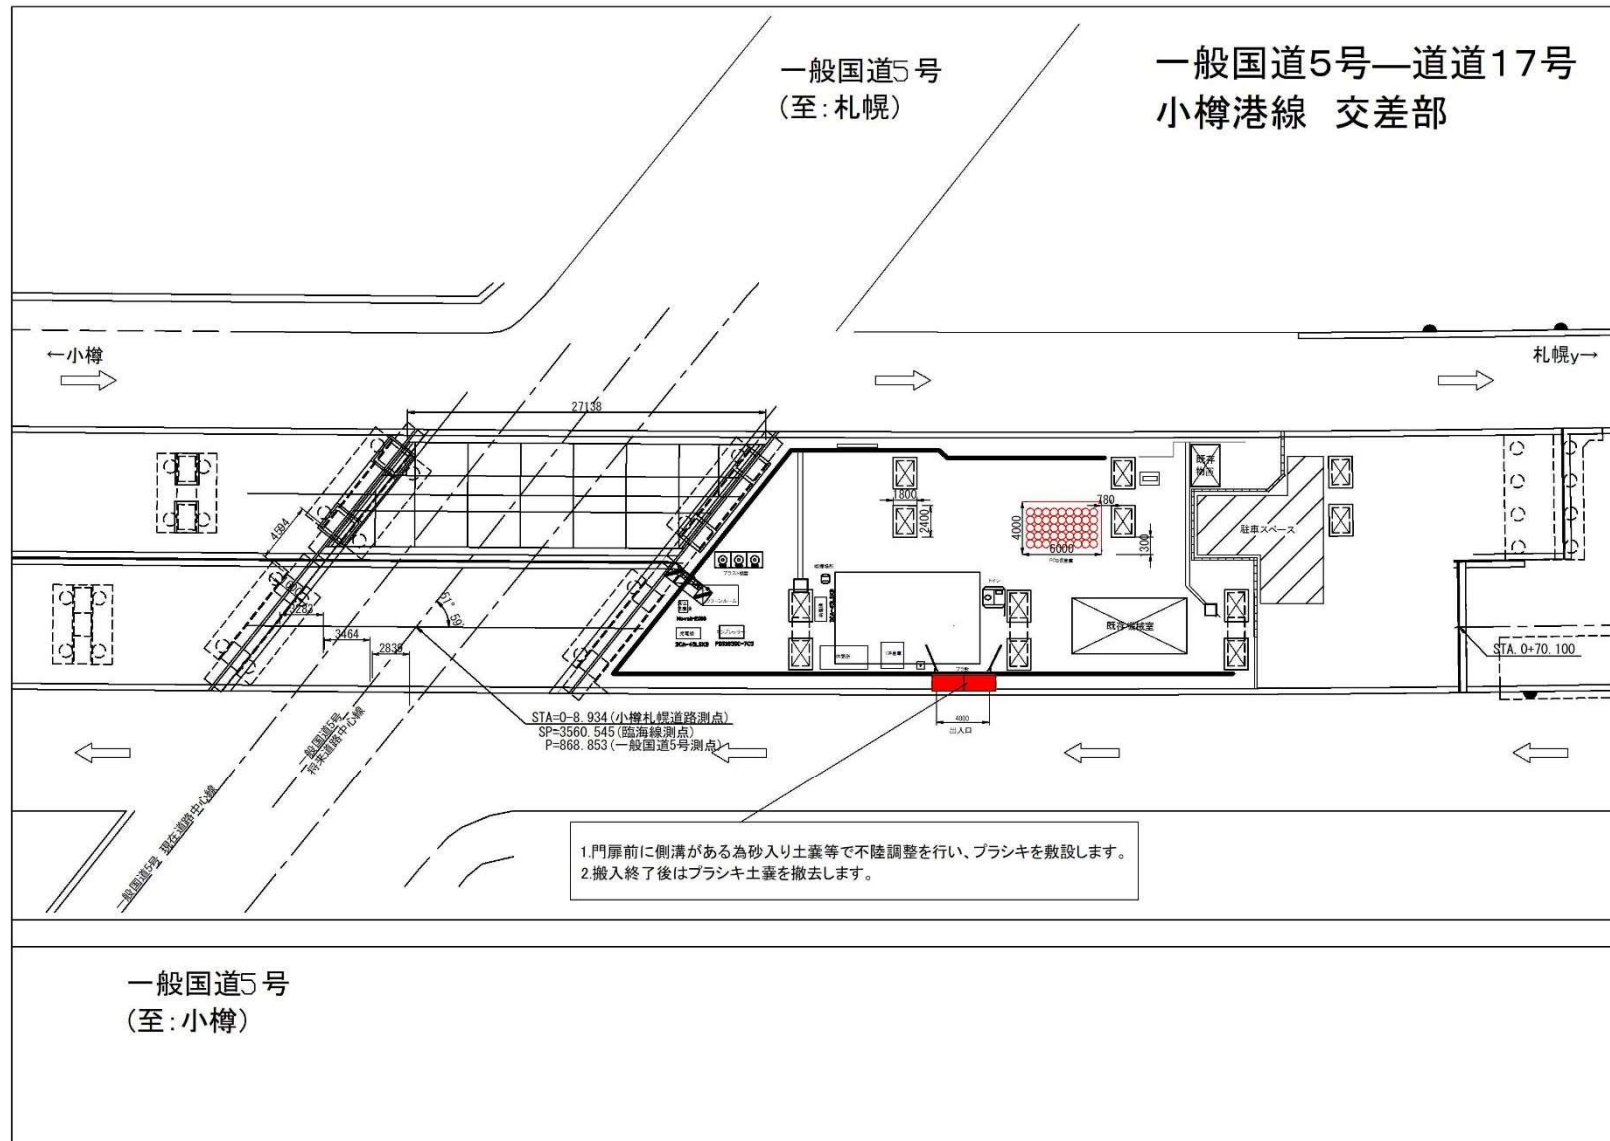 一般国道5号
(至:札幌)
一般国道5号―道道17号
小樽港線 交差部
←小樽
札幌y→
27138
既存
1800
2400
780
4000
6000
300
駐車スペース
4594
3283
3464
2839
トイレ
既存機械室
STA. 0+70.100
STA=0-8.934(小樽札幌道路測点)
SP=3560.545(臨海線測点)
P=868.853(一般国道5号測点)
4000
出入口
一般国道5号
将来道路中心線
一般国道5号 現在道路中心線
1.門扉前に側溝がある為砂入り土嚢等で不陸調整を行い、プラシキを敷設します。
2.搬入終了後はプラシキ土嚢を撤去します。
一般国道5号
(至:小樽)